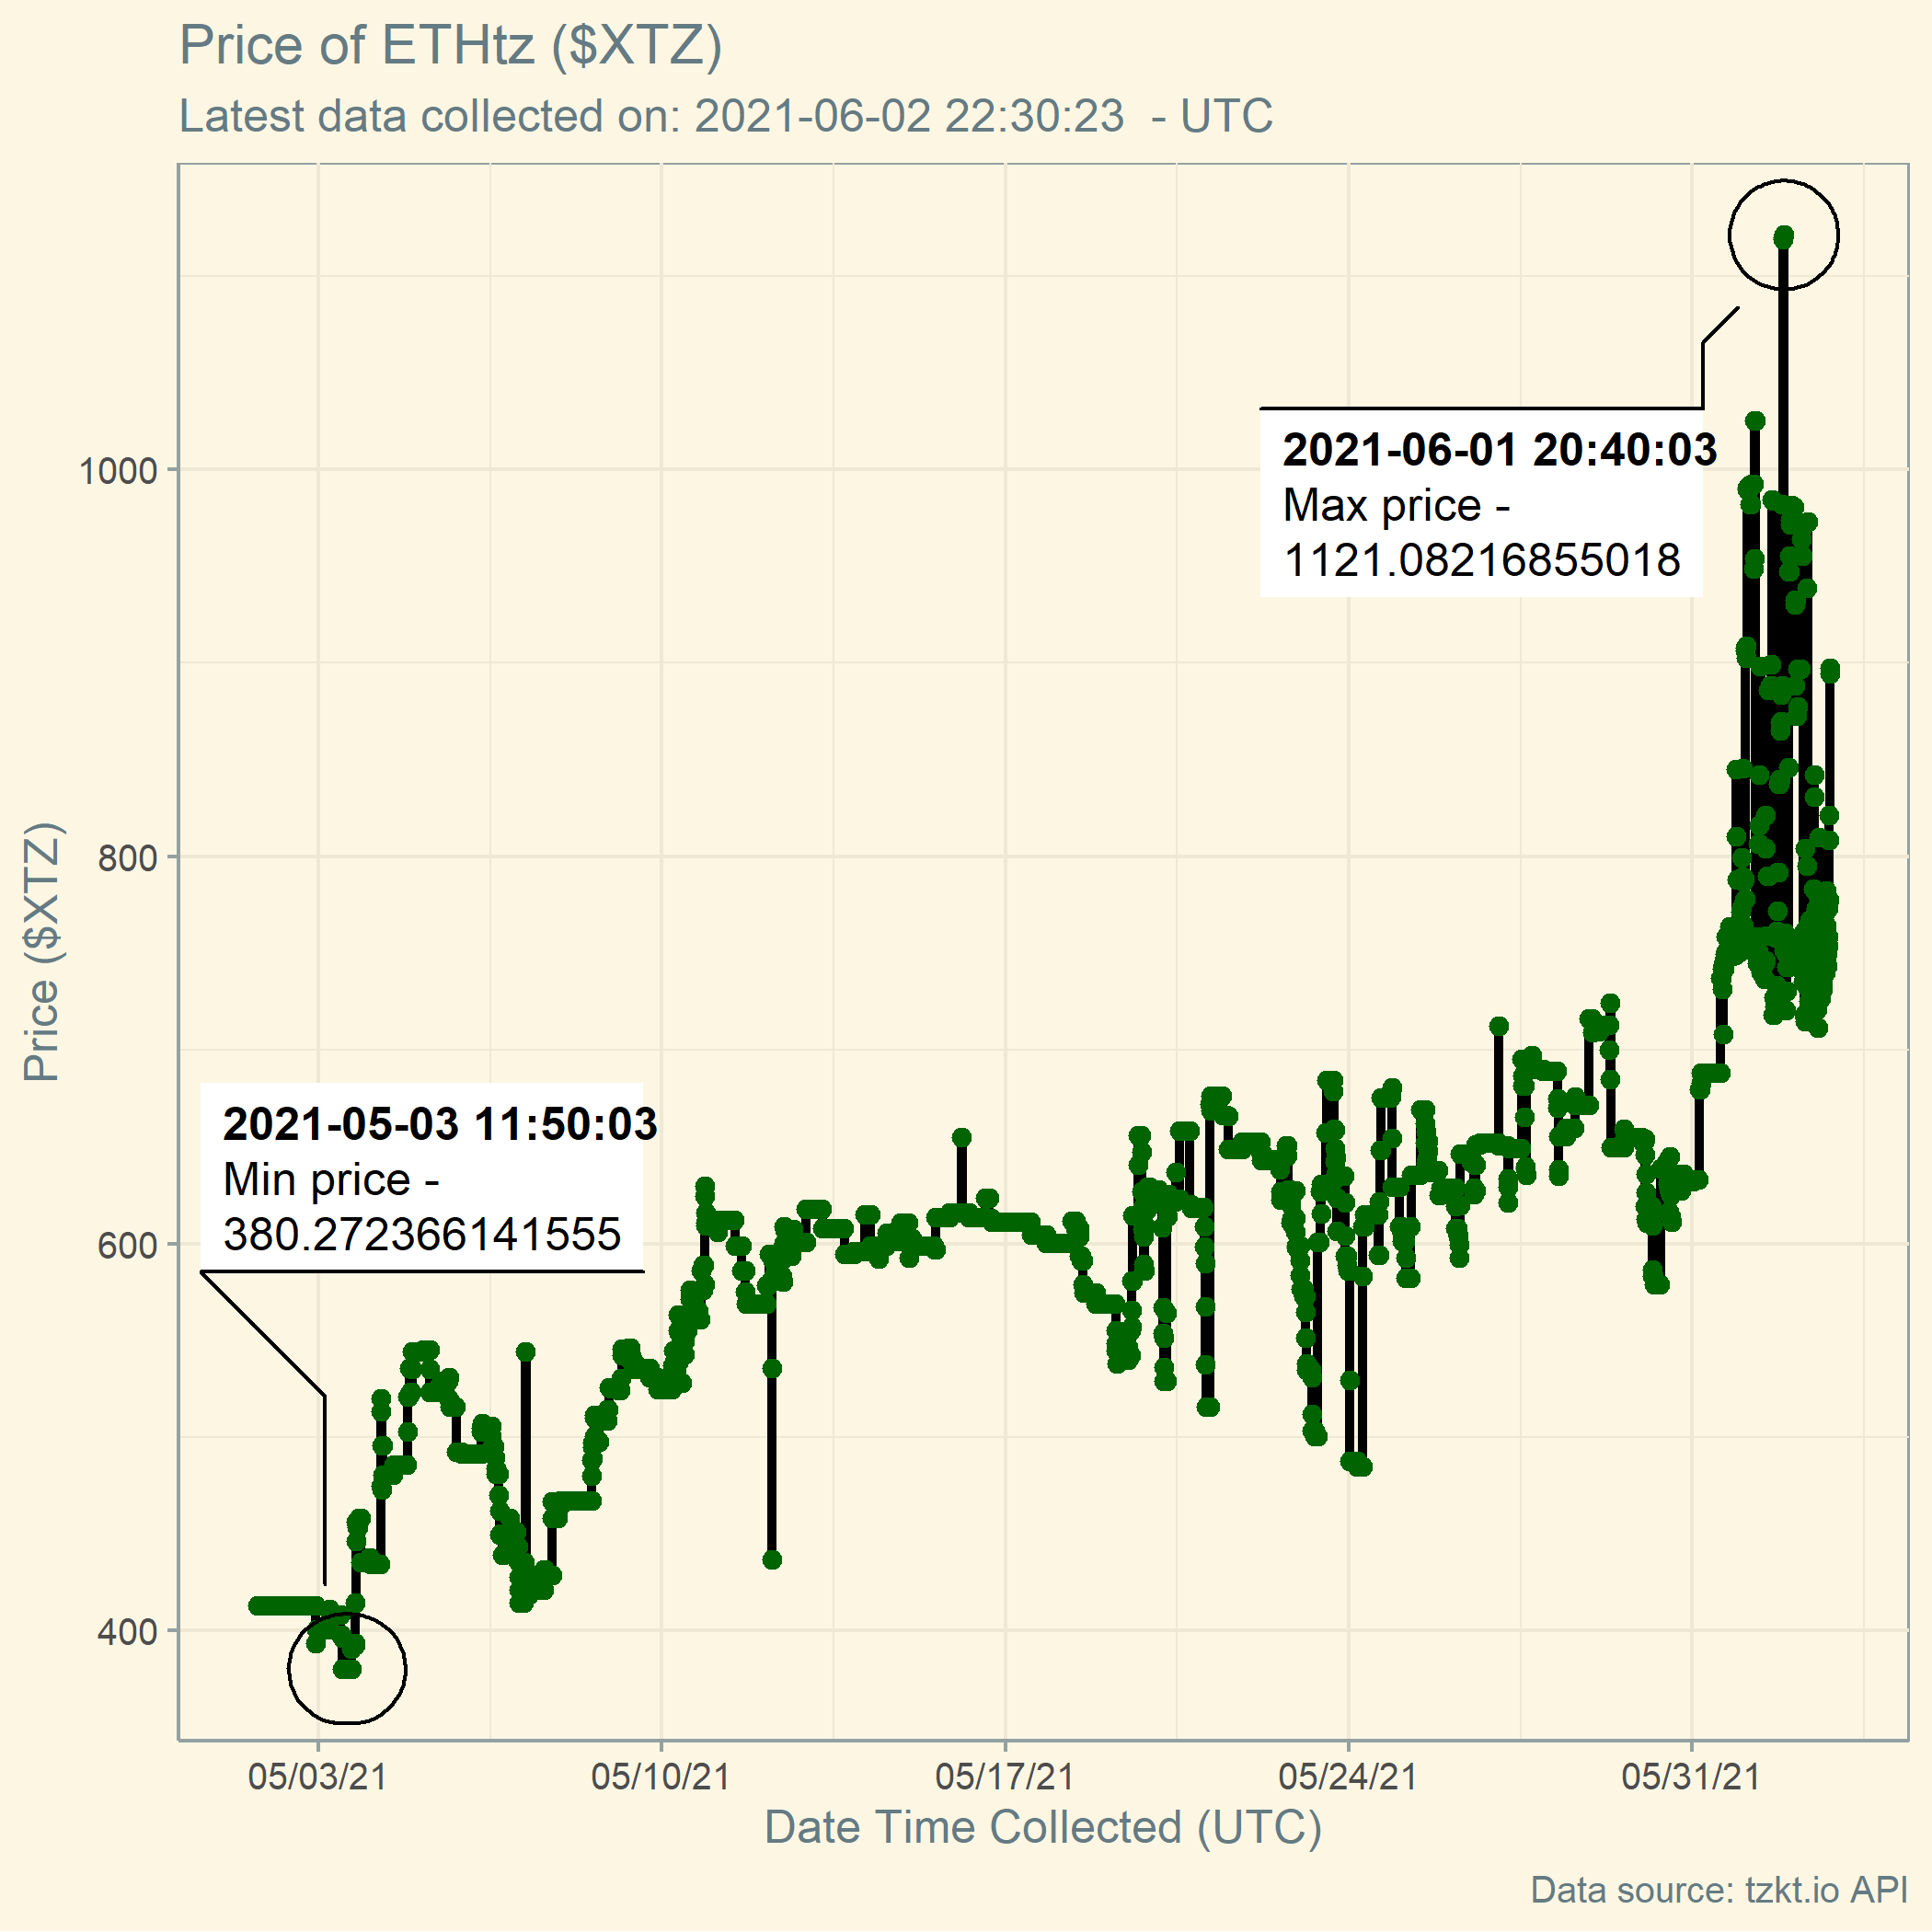 Price of ETHtz ($XTZ)
Latest data collected on: 2021-06-02 22:30:23  - UTC
2021-06-01 20:40:03
Max price -
1121.08216855018
2021-05-03 11:50:03
Min price -
380.272366141555
Price ($XTZ)
1000
800
600
400
05/03/21
05/10/21
05/17/21
05/24/21
05/31/21
Date Time Collected (UTC)
Data source: tzkt.io API